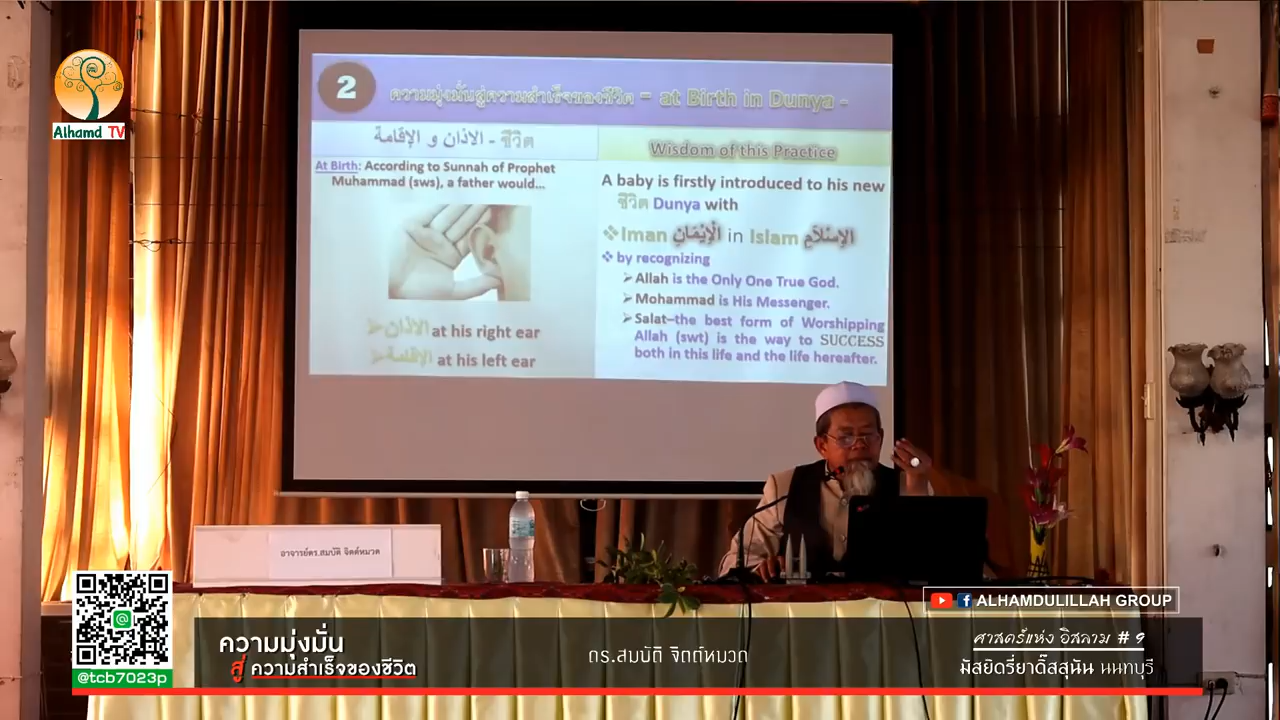 Alhamd TV
2
ความมุ่งมั่นสู่ความสำเร็จของชีวิต - at Birth in Dunya -
الاذان و الإقامة - ชีวิต
At Birth: According to Sunnah of Prophet
Muhammad (sws), a father would...
الاذان at his right ear
الإقامة at his left ear
Wisdom of this Practice
A baby is firstly introduced to his new
ชีวิต Dunya with
Iman الْإِيْمَانِ in Islam الإِسْلَامِ
by recognizing
Allah is the Only One True God.
Mohammad is His Messenger.
Salat–the best form of Worshipping
Allah (swt) is the way to SUCCESS
both in this life and the life hereafter.
อาจารย์ดร.สมบัติ จิตต์หมวด
@tcb7023p
ALHAMDULILLAH GROUP
ความมุ่งมั่น
สู่ ความสำเร็จของชีวิต
ดร.สมบัติ จิตต์หมวด
ศาสตร์แห่ง อิสลาม # 9
มัสยิดรี่ยาดิ๊สสุนัน นนทบุรี